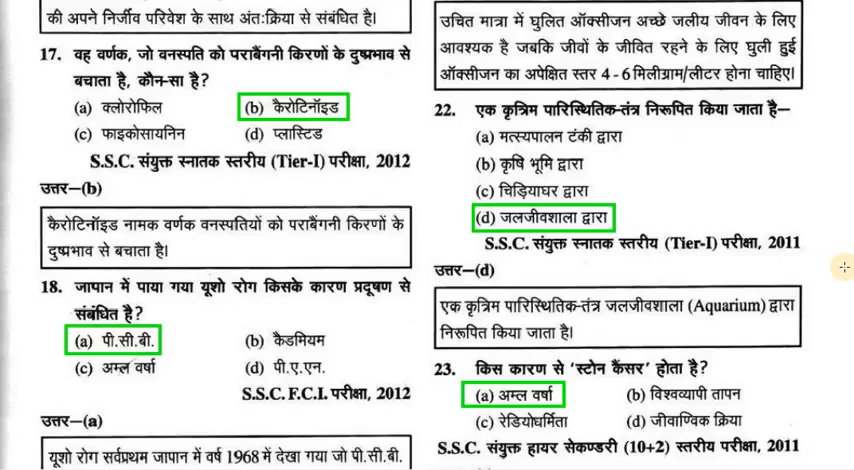 की अपने निर्जीव परिवेश के साथ अंत:क्रिया से संबंधित है।
17. वह वर्णक, जो वनस्पति को पराबैंगनी किरणों के दुष्प्रभाव से
बचाता है, कौन-सा है?
(a) क्लोरोफिल (b) कैरोटिनॉइड
(c) फाइकोसायनिन (d) प्लास्टिड
S.S.C. संयुक्त स्नातक स्तरीय (Tier-I) परीक्षा, 2012
उत्तर–(b)
कैरोटिनॉइड नामक वर्णक वनस्पतियों को पराबैंगनी किरणों के
दुष्प्रभाव से बचाता है।
18. जापान में पाया गया यूशो रोग किसके कारण प्रदूषण से
संबंधित है?
(a) पी.सी.बी. (b) कैडमियम
(c) अम्ल वर्षा (d) पी.ए.एन.
S.S.C. F.C.I. परीक्षा, 2012
उत्तर–(a)
यूशो रोग सर्वप्रथम जापान में वर्ष 1968 में देखा गया जो पी.सी.बी.
उचित मात्रा में घुलित ऑक्सीजन अच्छे जलीय जीवन के लिए
आवश्यक है जबकि जीवों के जीवित रहने के लिए घुली हुई
ऑक्सीजन का अपेक्षित स्तर 4 - 6 मिलीग्राम/लीटर होना चाहिए।
22. एक कृत्रिम पारिस्थितिक-तंत्र निरूपित किया जाता है–
(a) मत्स्यपालन टंकी द्वारा
(b) कृषि भूमि द्वारा
(c) चिड़ियाघर द्वारा
(d) जलजीवशाला द्वारा
S.S.C. संयुक्त स्नातक स्तरीय (Tier-I) परीक्षा, 2011
उत्तर–(d)
एक कृत्रिम पारिस्थितिक-तंत्र जलजीवशाला (Aquarium) द्वारा
निरूपित किया जाता है।
23. किस कारण से 'स्टोन कैंसर' होता है?
(a) अम्ल वर्षा (b) विश्वव्यापी तापन
(c) रेडियोधर्मिता (d) जीवाण्विक क्रिया
S.S.C. संयुक्त हायर सेकण्डरी (10+2) स्तरीय परीक्षा, 2011